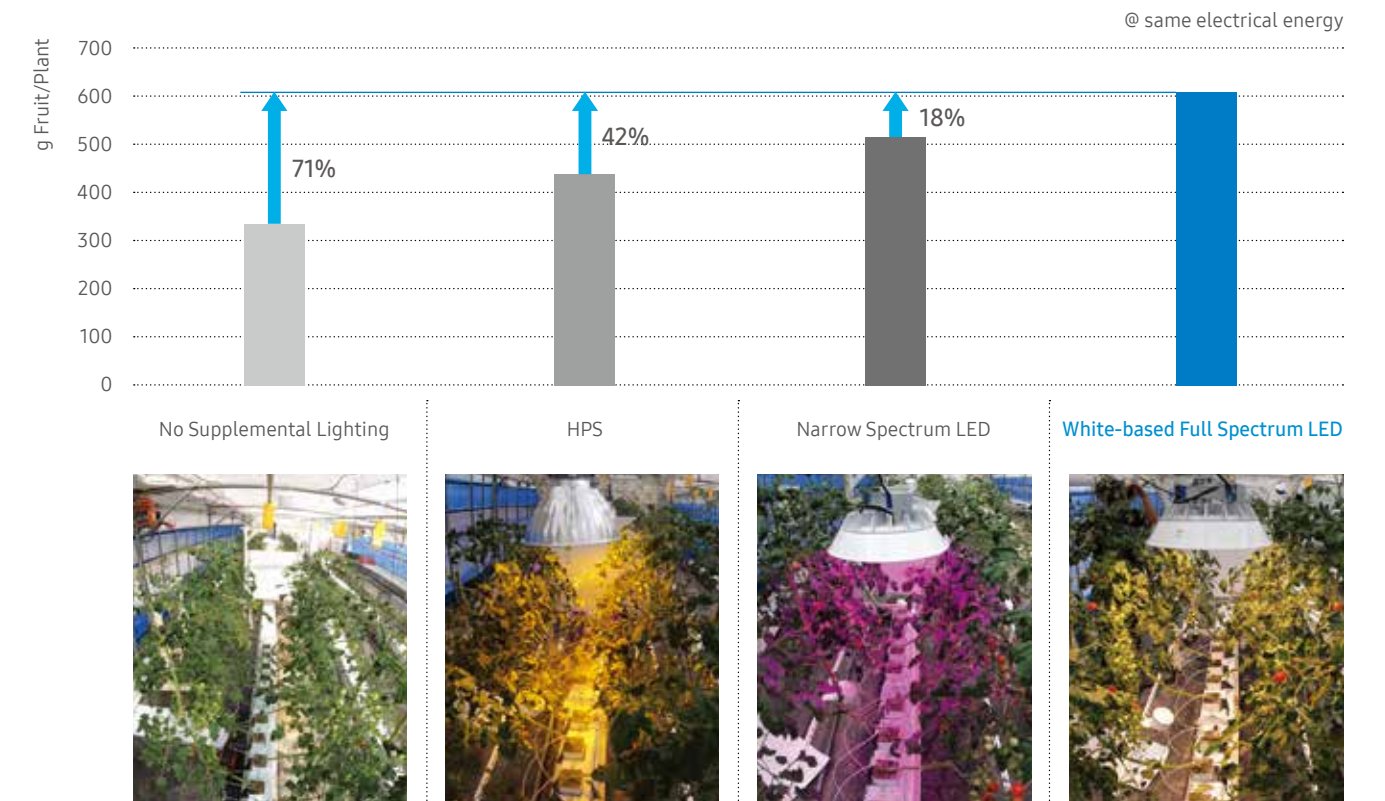 @ same electrical energy
g Fruit/Plant
700
600
500
400
300
200
100
0
71%
42%
18%
No Supplemental Lighting
HPS
Narrow Spectrum LED
White-based Full Spectrum LED